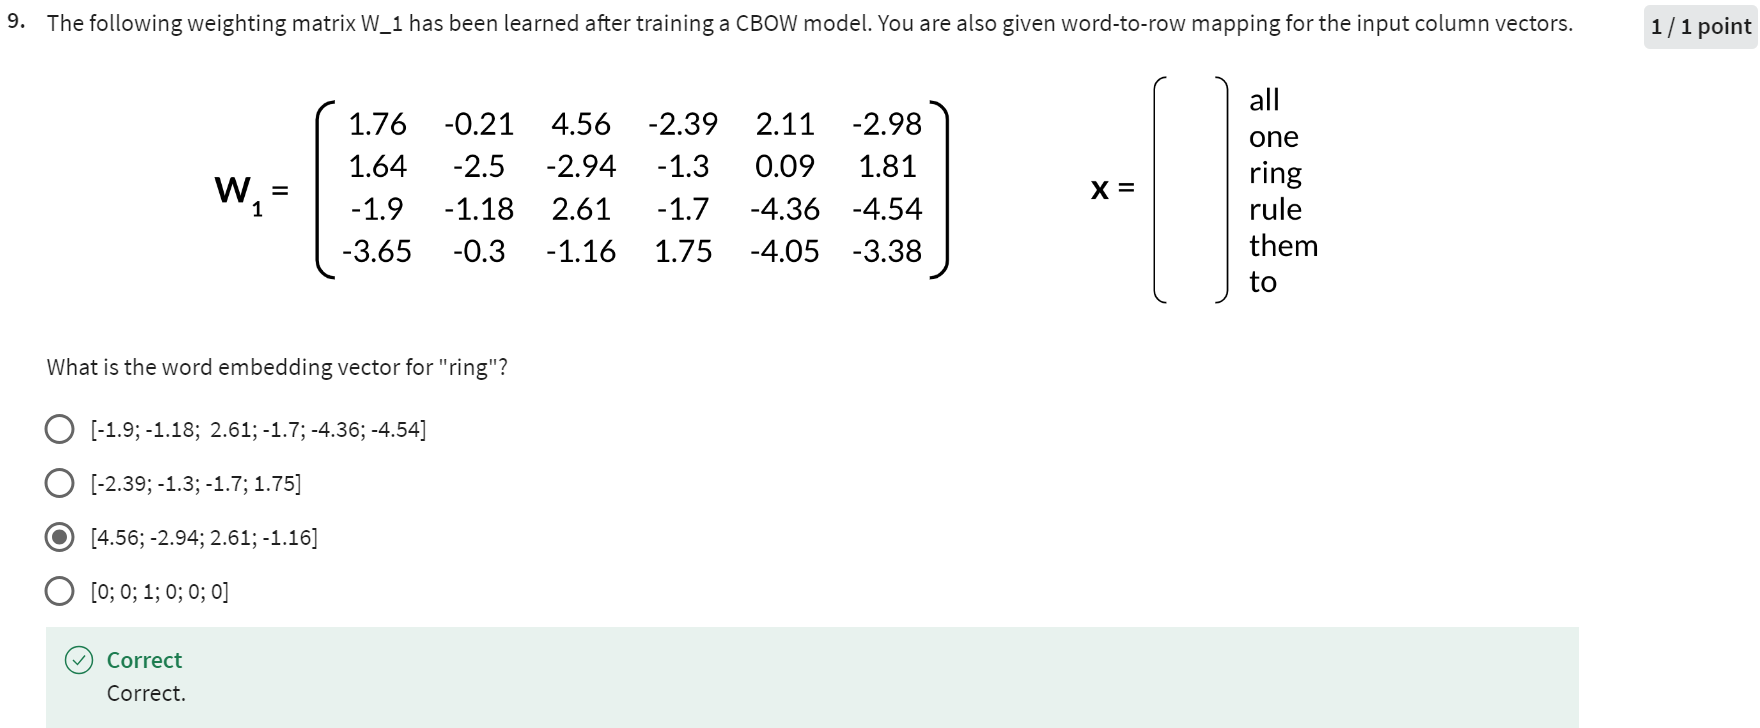 9. The following weighting matrix W_1 has been learned after training a CBOW model. You are also given word-to-row mapping for the input column vectors.
1 / 1 point
W1 =
1.76 -0.21 4.56 -2.39 2.11 -2.98
1.64 -2.5 -2.94 -1.3 0.09 1.81
-1.9 -1.18 2.61 -1.7 -4.36 -4.54
-3.65 -0.3 -1.16 1.75 -4.05 -3.38
x =
all
one
ring
rule
them
to
What is the word embedding vector for "ring"?
[-1.9; -1.18; 2.61; -1.7; -4.36; -4.54]
[-2.39; -1.3; -1.7; 1.75]
[4.56; -2.94; 2.61; -1.16]
[0; 0; 1; 0; 0; 0]
Correct
Correct.